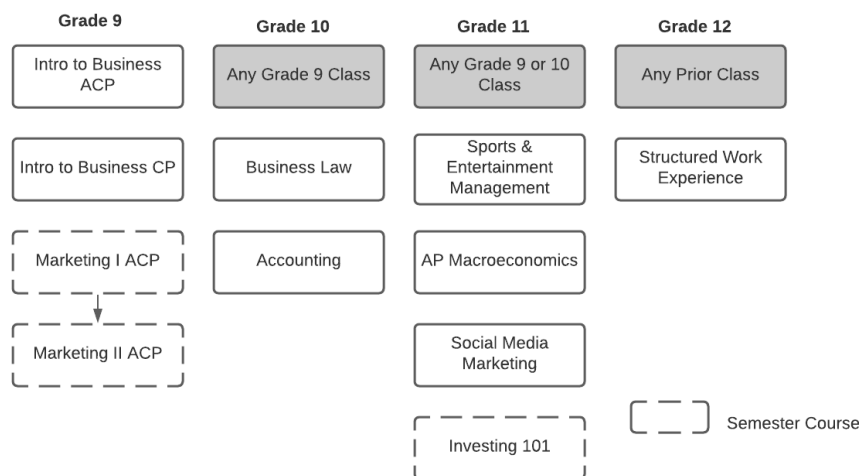 Grade 9
Grade 10
Grade 11
Grade 12
Intro to Business
ACP
Any Grade 9 Class
Any Grade 9 or 10
Class
Any Prior Class
Intro to Business CP
Business Law
Sports &
Entertainment
Management
Structured Work
Experience
Marketing I ACP
Accounting
AP Macroeconomics
Marketing II ACP
Social Media
Marketing
Investing 101
Semester Course